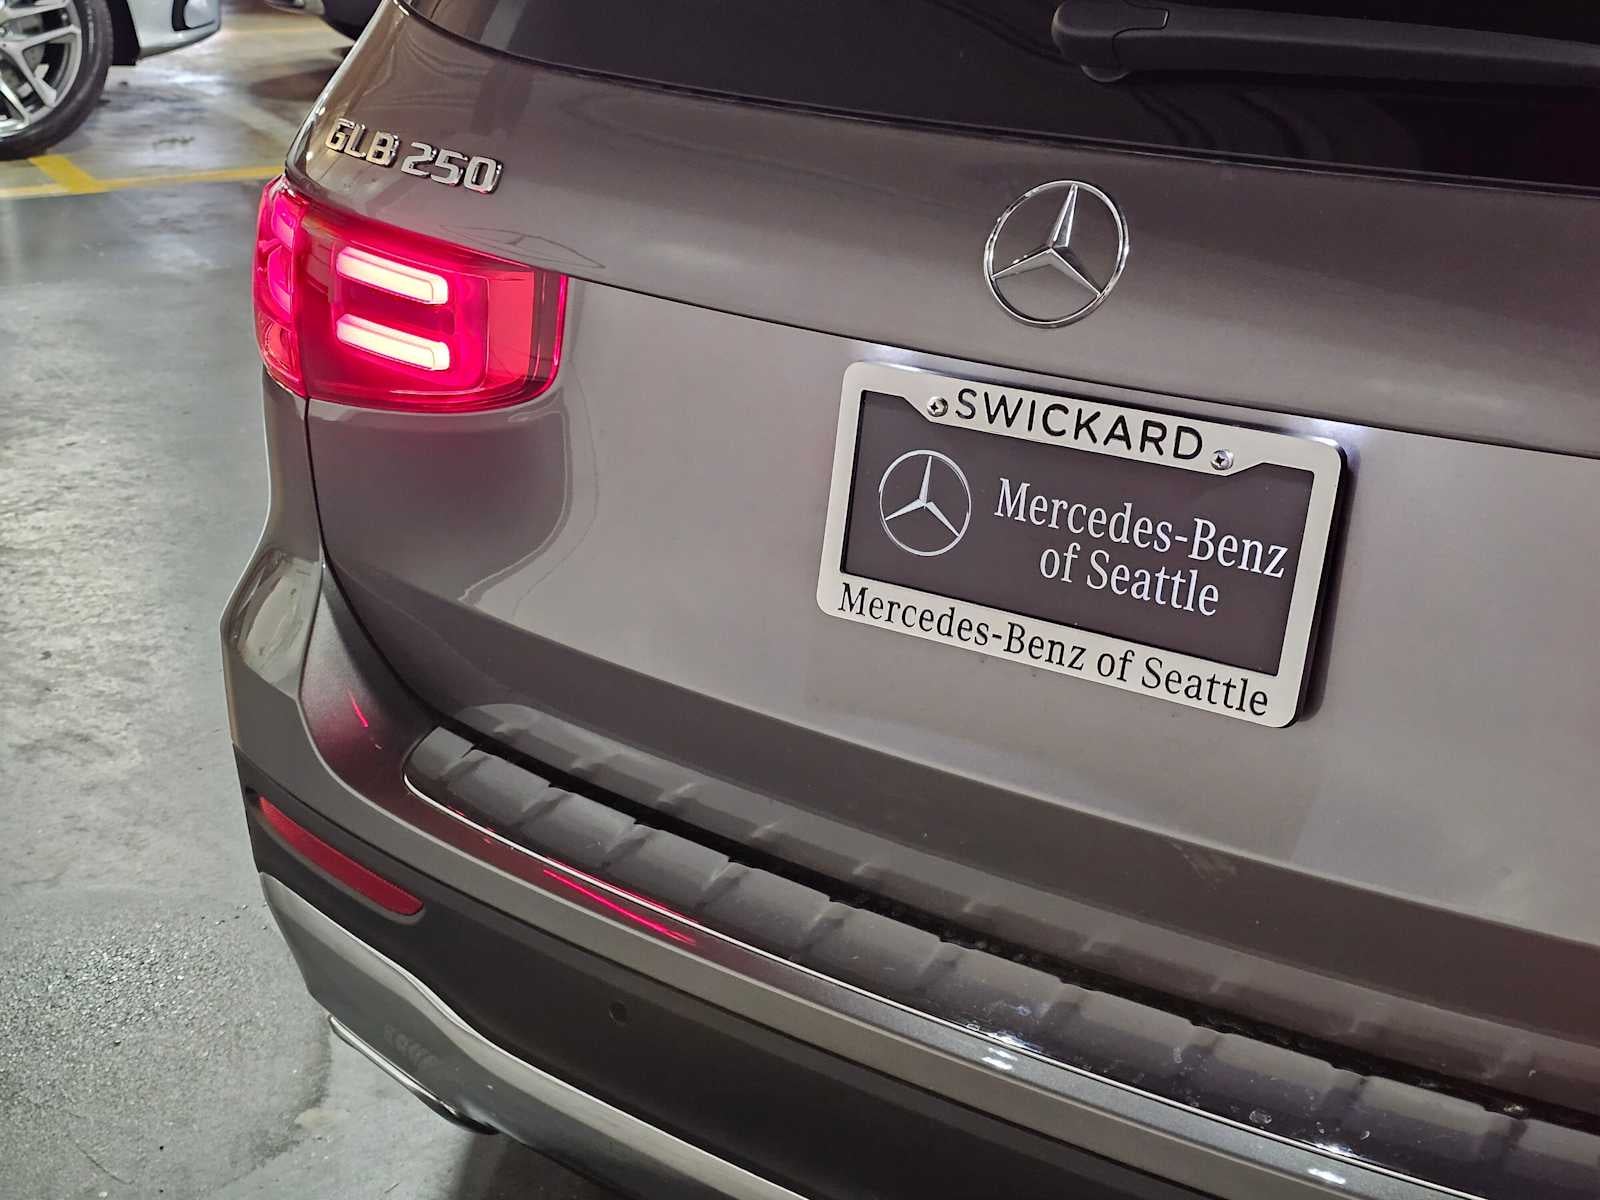 GLB 250
SWICKARD
Mercedes-Benz
of Seattle
Mercedes-Benz of Seattle